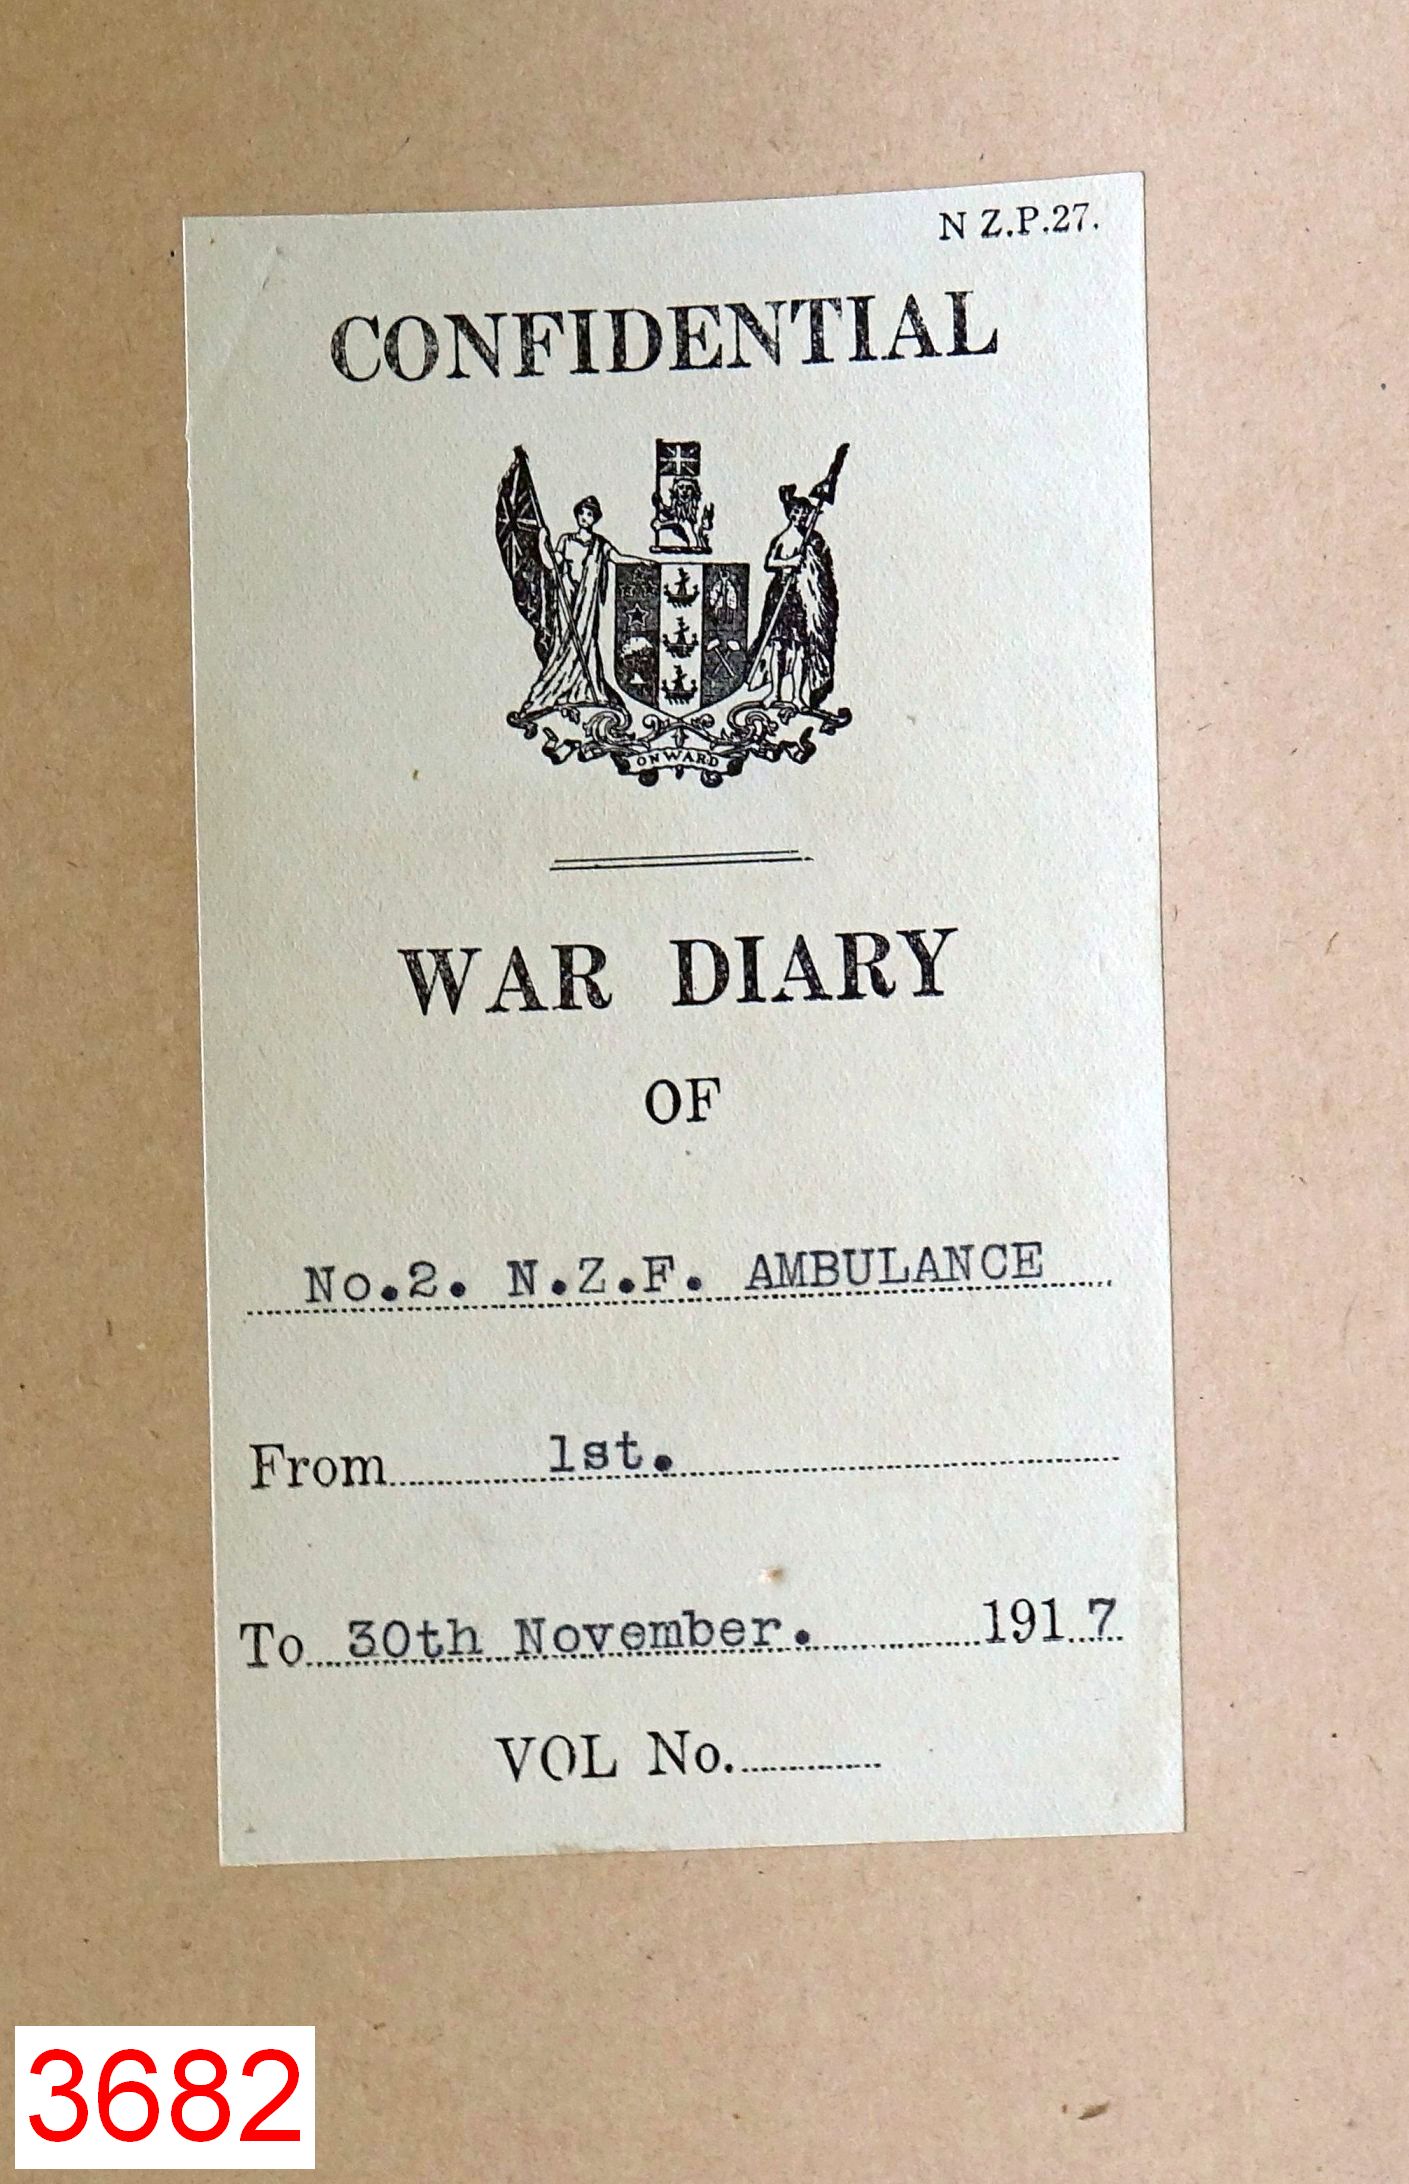 N Z.P.27.
CONFIDENTIAL
ONWARD
WAR DIARY
OF
No.2. N.Z.F. AMBULANCE
From 1st.
To 30th November. 1917
VOL No.
3682